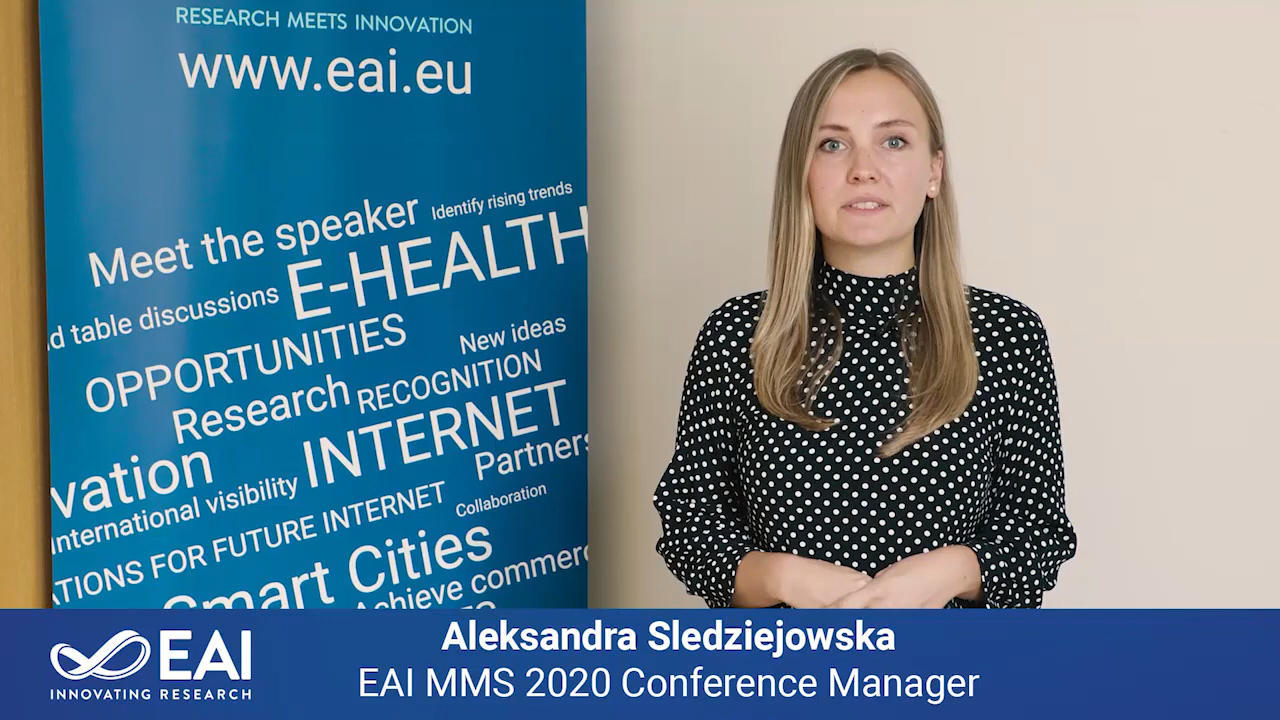 RESEARCH MEETS INNOVATION
www.eai.eu
Meet the speaker
Identify rising trends
E-HEALTH
d table discussions
OPPORTUNITIES
New ideas
Research
RECOGNITION
INTERNET
vation
Partners
International visibility
Collaboration
ATIONS FOR FUTURE INTERNET
Smart Cities
Achieve commerc
EAI
INNOVATING RESEARCH
Aleksandra Sledziejowska
EAI MMS 2020 Conference Manager